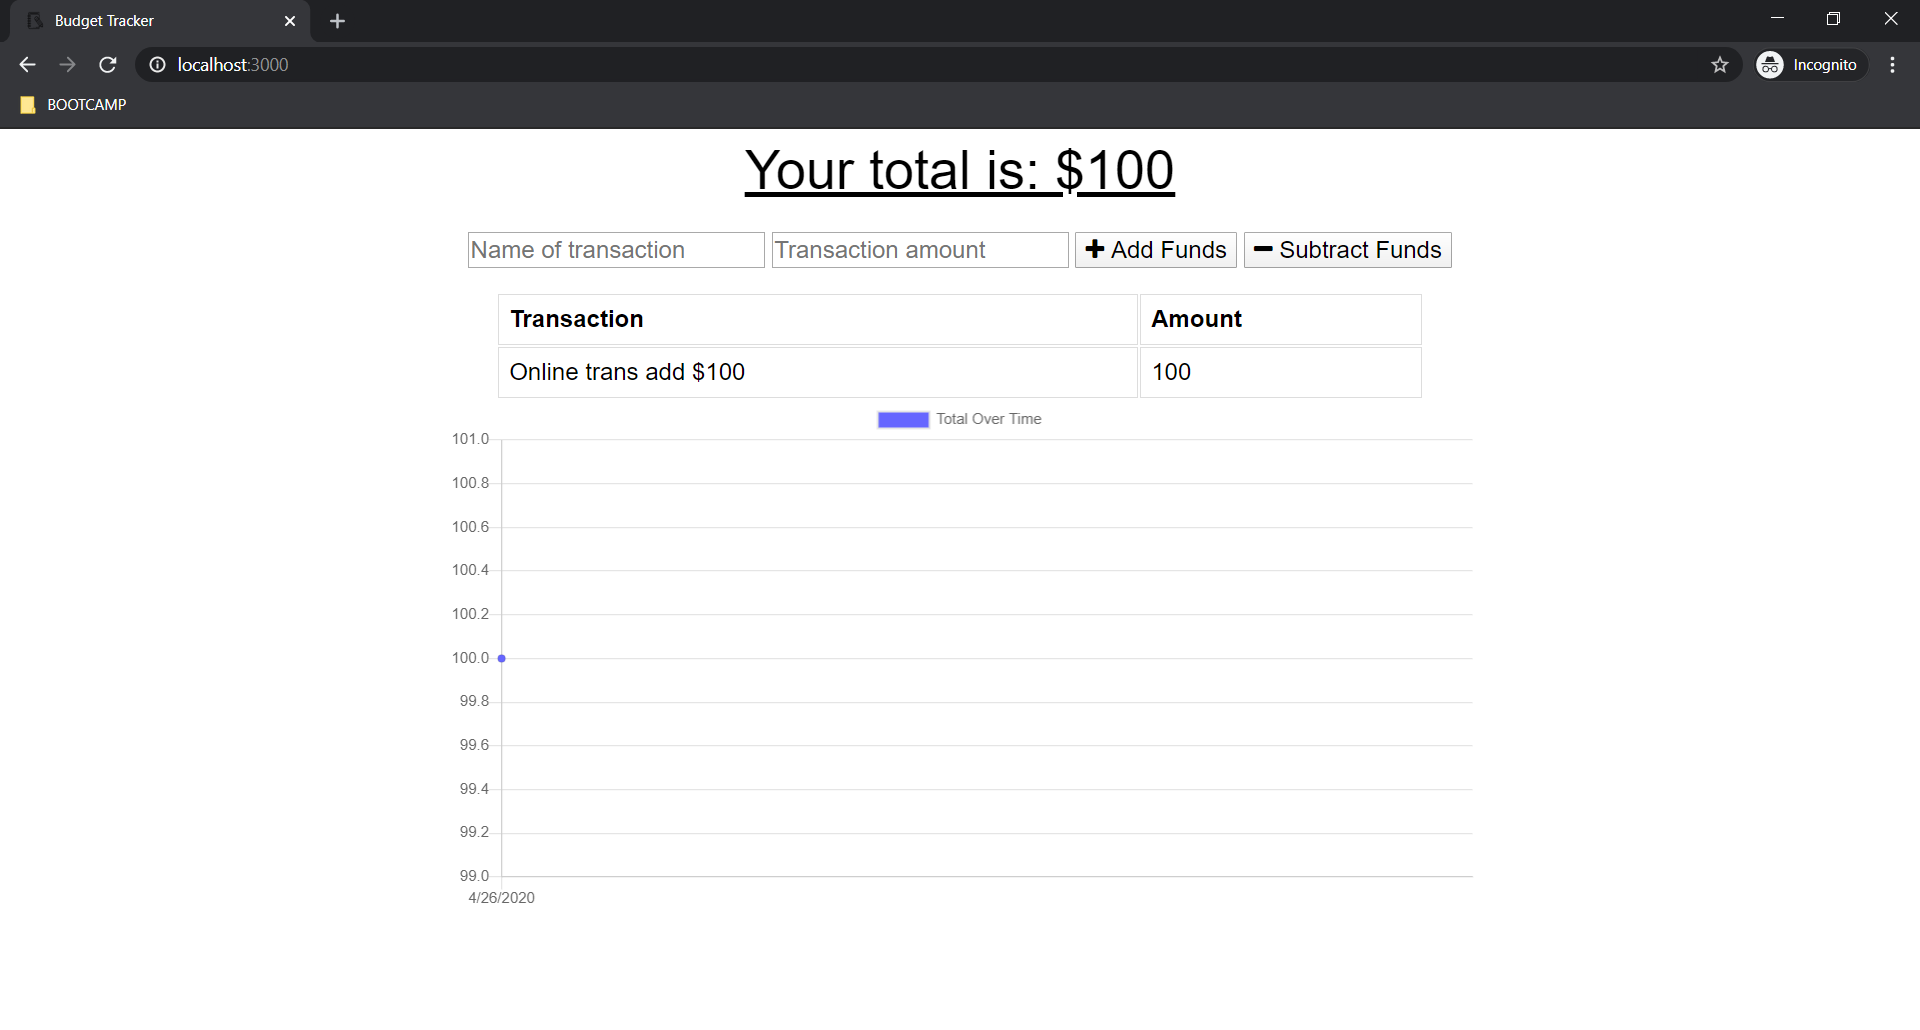 Budget Tracker
localhost:3000
Incognito
BOOTCAMP
Your total is: $100
Name of transaction Transaction amount Add Funds Subtract Funds
Transaction Amount
Online trans add $100 100
Total Over Time
101.0
100.8
100.6
100.4
100.2
100.0
99.8
99.6
99.4
99.2
99.0
4/26/2020